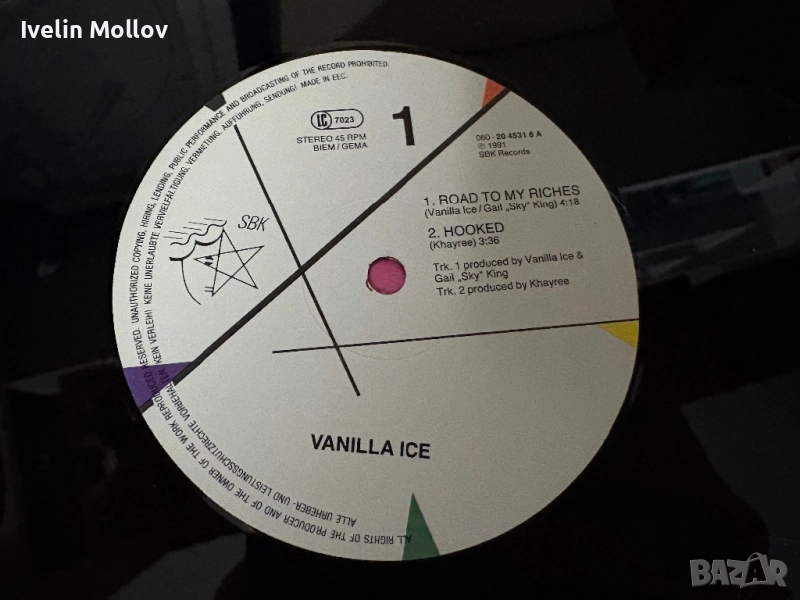 Ivelin Mollov
ALL RIGHTS OF THE PRODUCER AND OF THE OWNER OF THE WORK REPRODUCED RESERVED. UNAUTHORIZED COPYING, HIRING, LENDING, PUBLIC PERFORMANCE AND BROADCASTING OF THE RECORD PROHIBITED.
ALLE URHEBER- UND LEISTUNGSSCHUTZRECHTE VORBEHALTEN. KEIN VERLEIH! KEINE UNERLAUBTE VERVIELFÄLTIGUNG, VERMIETUNG, AUFFÜHRUNG, SENDUNG! MADE IN EEC.
LC 7023
STEREO 45 RPM
BIEM/GEMA
1
060 - 20 4531 6 A
℗ 1991
SBK Records
SBK
1. ROAD TO MY RICHES
(Vanilla Ice/Gail „Sky" King) 4:18
2. HOOKED
(Khayree) 3:36
Trk. 1 produced by Vanilla Ice &
Gail „Sky" King
Trk. 2 produced by Khayree
VANILLA ICE
BAZAR